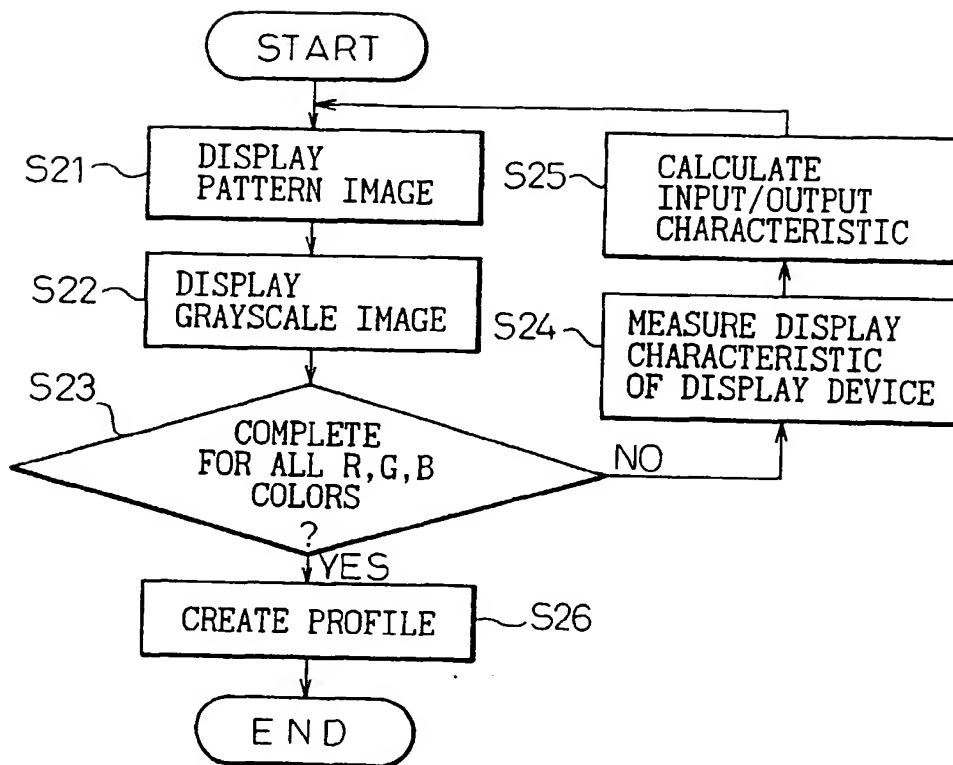 START
S21
DISPLAY
PATTERN IMAGE
S22
DISPLAY
GRAYSCALE IMAGE
S23
COMPLETE
FOR ALL R,G,B
COLORS
?
NO
YES
S24
MEASURE DISPLAY
CHARACTERISTIC
OF DISPLAY DEVICE
S25
CALCULATE
INPUT/OUTPUT
CHARACTERISTIC
CREATE PROFILE
S26
END